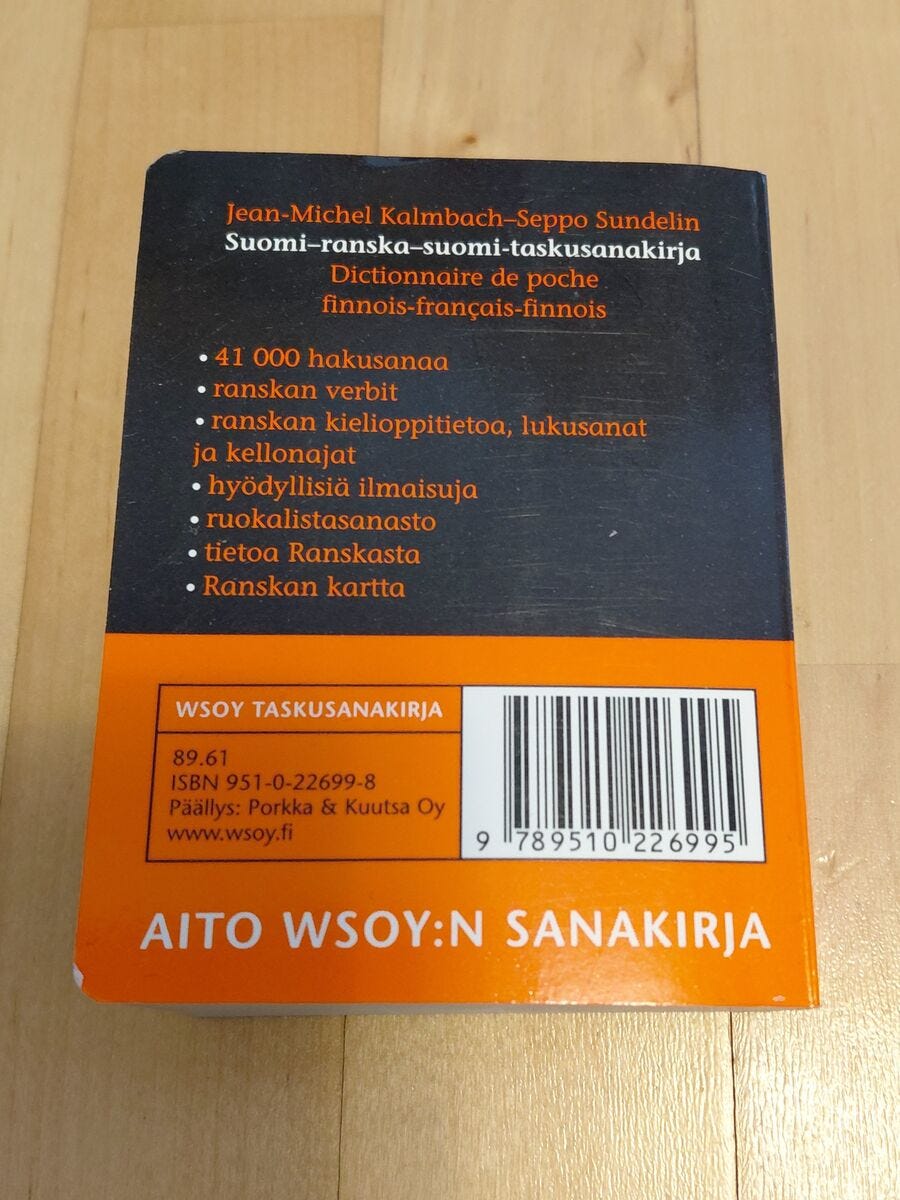 Jean-Michel Kalmbach–Seppo Sundelin
Suomi–ranska–suomi-taskusanakirja
Dictionnaire de poche
finnois-français-finnois
• 41 000 hakusanaa
• ranskan verbit
• ranskan kielioppitietoa, lukusanat
ja kellonajat
• hyödyllisiä ilmaisuja
• ruokalistasanasto
• tietoa Ranskasta
• Ranskan kartta
WSOY TASKUSANAKIRJA
89.61
ISBN 951-0-22699-8
Päällys: Porkka & Kuutsa Oy
www.wsoy.fi
9 789510 226995
AITO WSOY:N SANAKIRJA